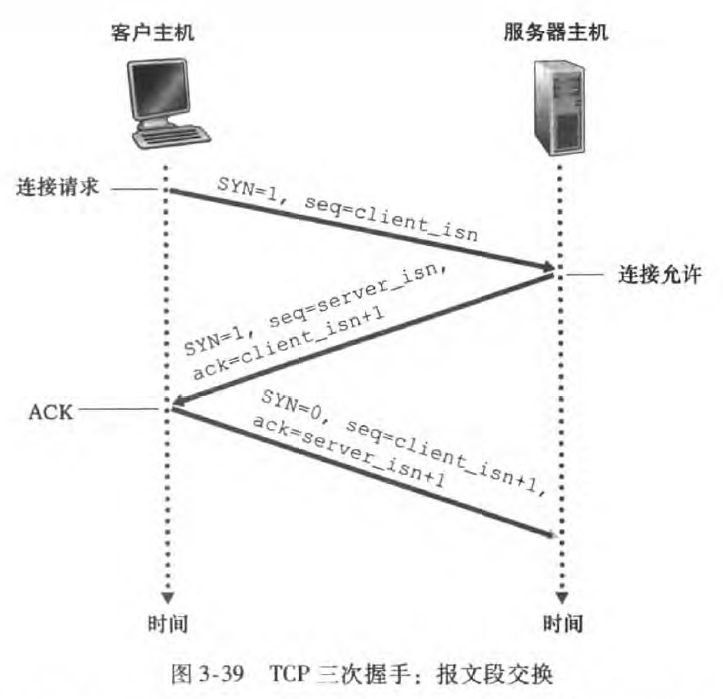 客户主机
服务器主机
连接请求
SYN=1, seq=client_isn
连接允许
SYN=1, seq=server_isn,
ack=client_isn+1
ACK
SYN=0, seq=client_isn+1,
ack=server_isn+1
时间
时间
图 3-39 TCP 三次握手：报文段交换